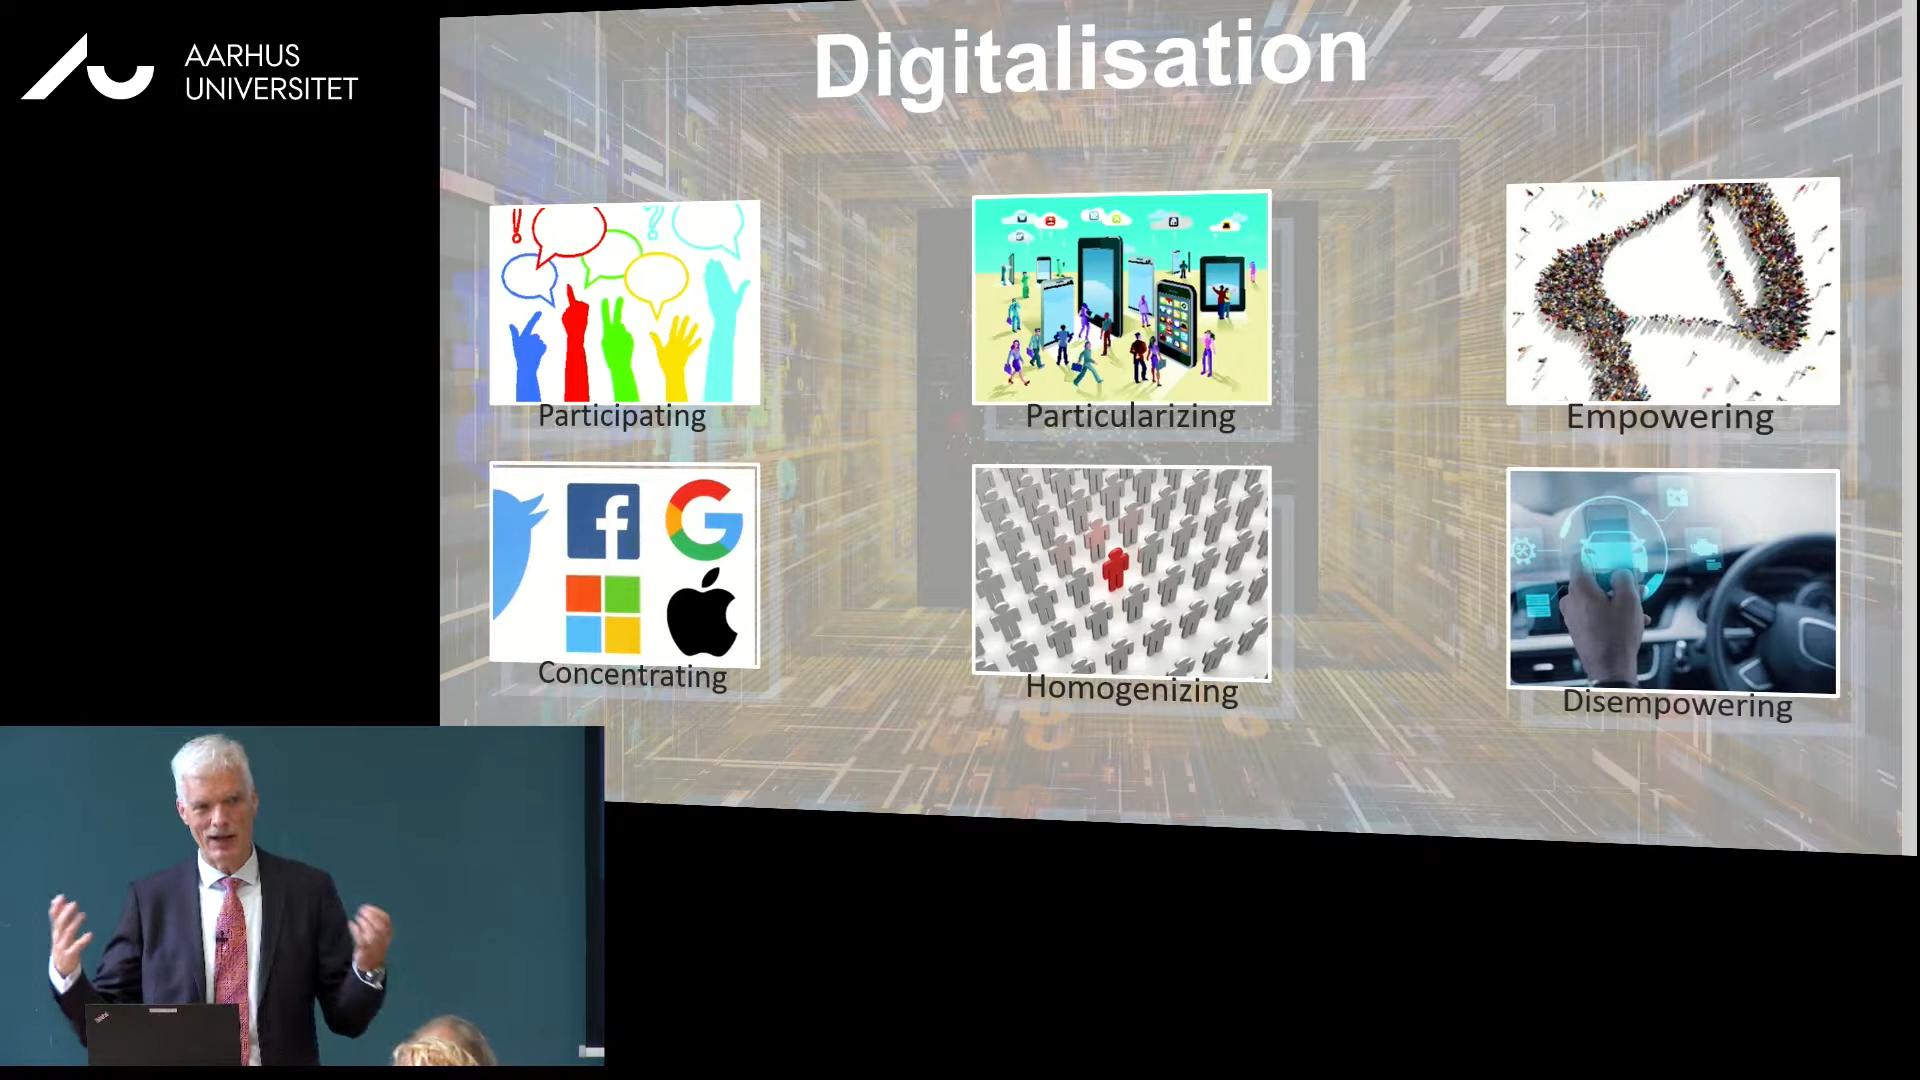 AARHUS
UNIVERSITET
Digitalisation
Participating
Particularizing
Empowering
Concentrating
Homogenizing
Disempowering